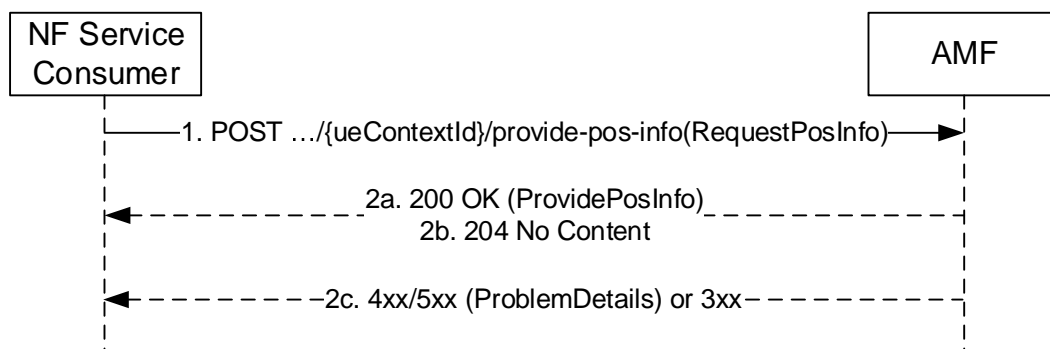 NF Service
Consumer
AMF
1. POST …/{ueContextId}/provide-pos-info(RequestPosInfo)
2a. 200 OK (ProvidePosInfo)
2b. 204 No Content
2c. 4xx/5xx (ProblemDetails) or 3xx